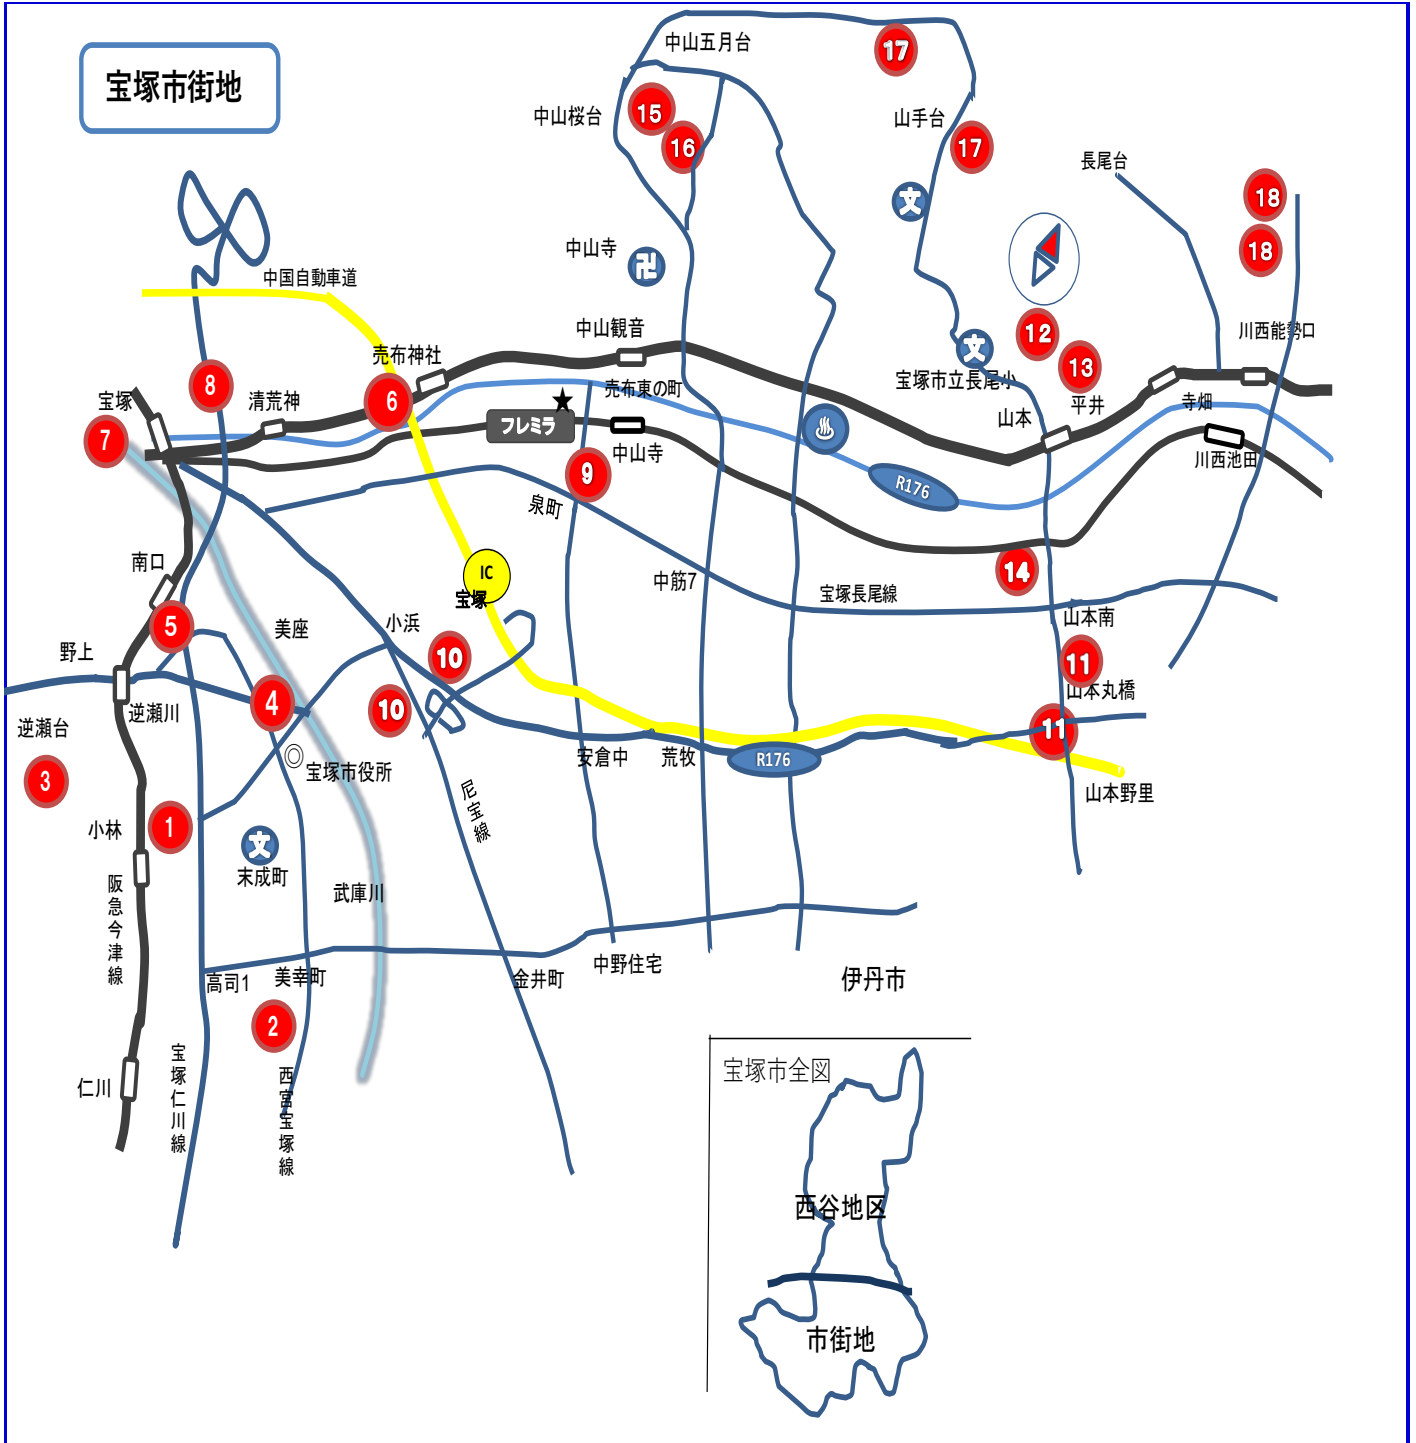 宝塚市街地
中山五月台
17
15
中山桜台
16
山手台
17
文
長尾台
18
18
中山寺
卍
中国自動車道
中山観音
12
川西能勢口
売布神社
文
13
宝塚市立長尾小
8
宝塚
清荒神
6
売布東の町
山本
平井
寺畑
7
フレミラ
★
中山寺
♨
川西池田
9
R176
泉町
南口
IC
宝塚
中筋7
14
宝塚長尾線
山本南
5
美座
小浜
野上
10
11
山本丸橋
逆瀬川
4
10
逆瀬台
11
3
宝塚市役所
安倉中
荒牧
R176
山本野里
尼宝線
小林
1
文
末成町
阪急今津線
武庫川
高司1
美幸町
金井町
中野住宅
伊丹市
2
仁川
宝塚仁川線
西宮宝塚線
宝塚市全図
西谷地区
市街地